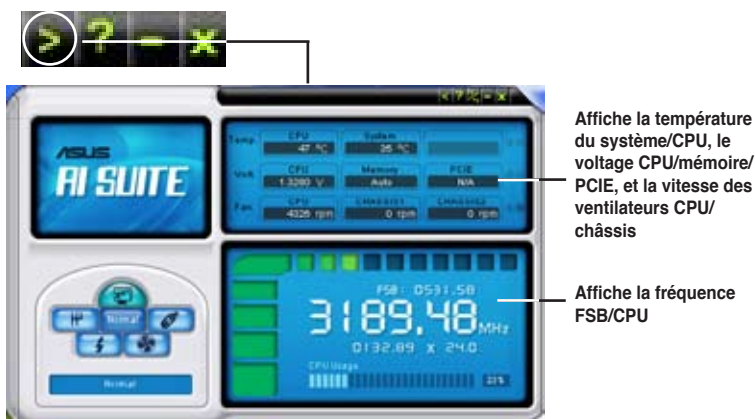 > ? - x
< ? - x
ASUS
AI SUITE
Temp.
CPU
System
47 °C
25 °C
Volt.
CPU
Memory
PCIE
1.3280 V
Auto
N/A
Fan
CPU
CHASSIS1
CHASSIS2
4326 rpm
0 rpm
0 rpm
Affiche la température
du système/CPU, le
voltage CPU/mémoire/
PCIE, et la vitesse des
ventilateurs CPU/
châssis
Normal
Normal
FSB: 0531.58
3189.48 MHz
0132.89 x 24.0
CPU Usage
Affiche la fréquence
FSB/CPU